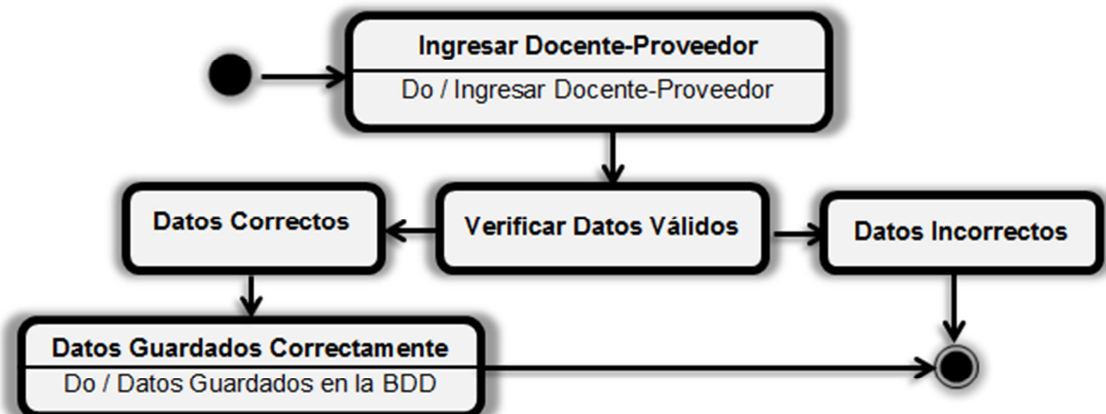 Ingresar Docente-Proveedor
Do / Ingresar Docente-Proveedor
Datos Correctos
Verificar Datos Válidos
Datos Incorrectos
Datos Guardados Correctamente
Do / Datos Guardados en la BDD